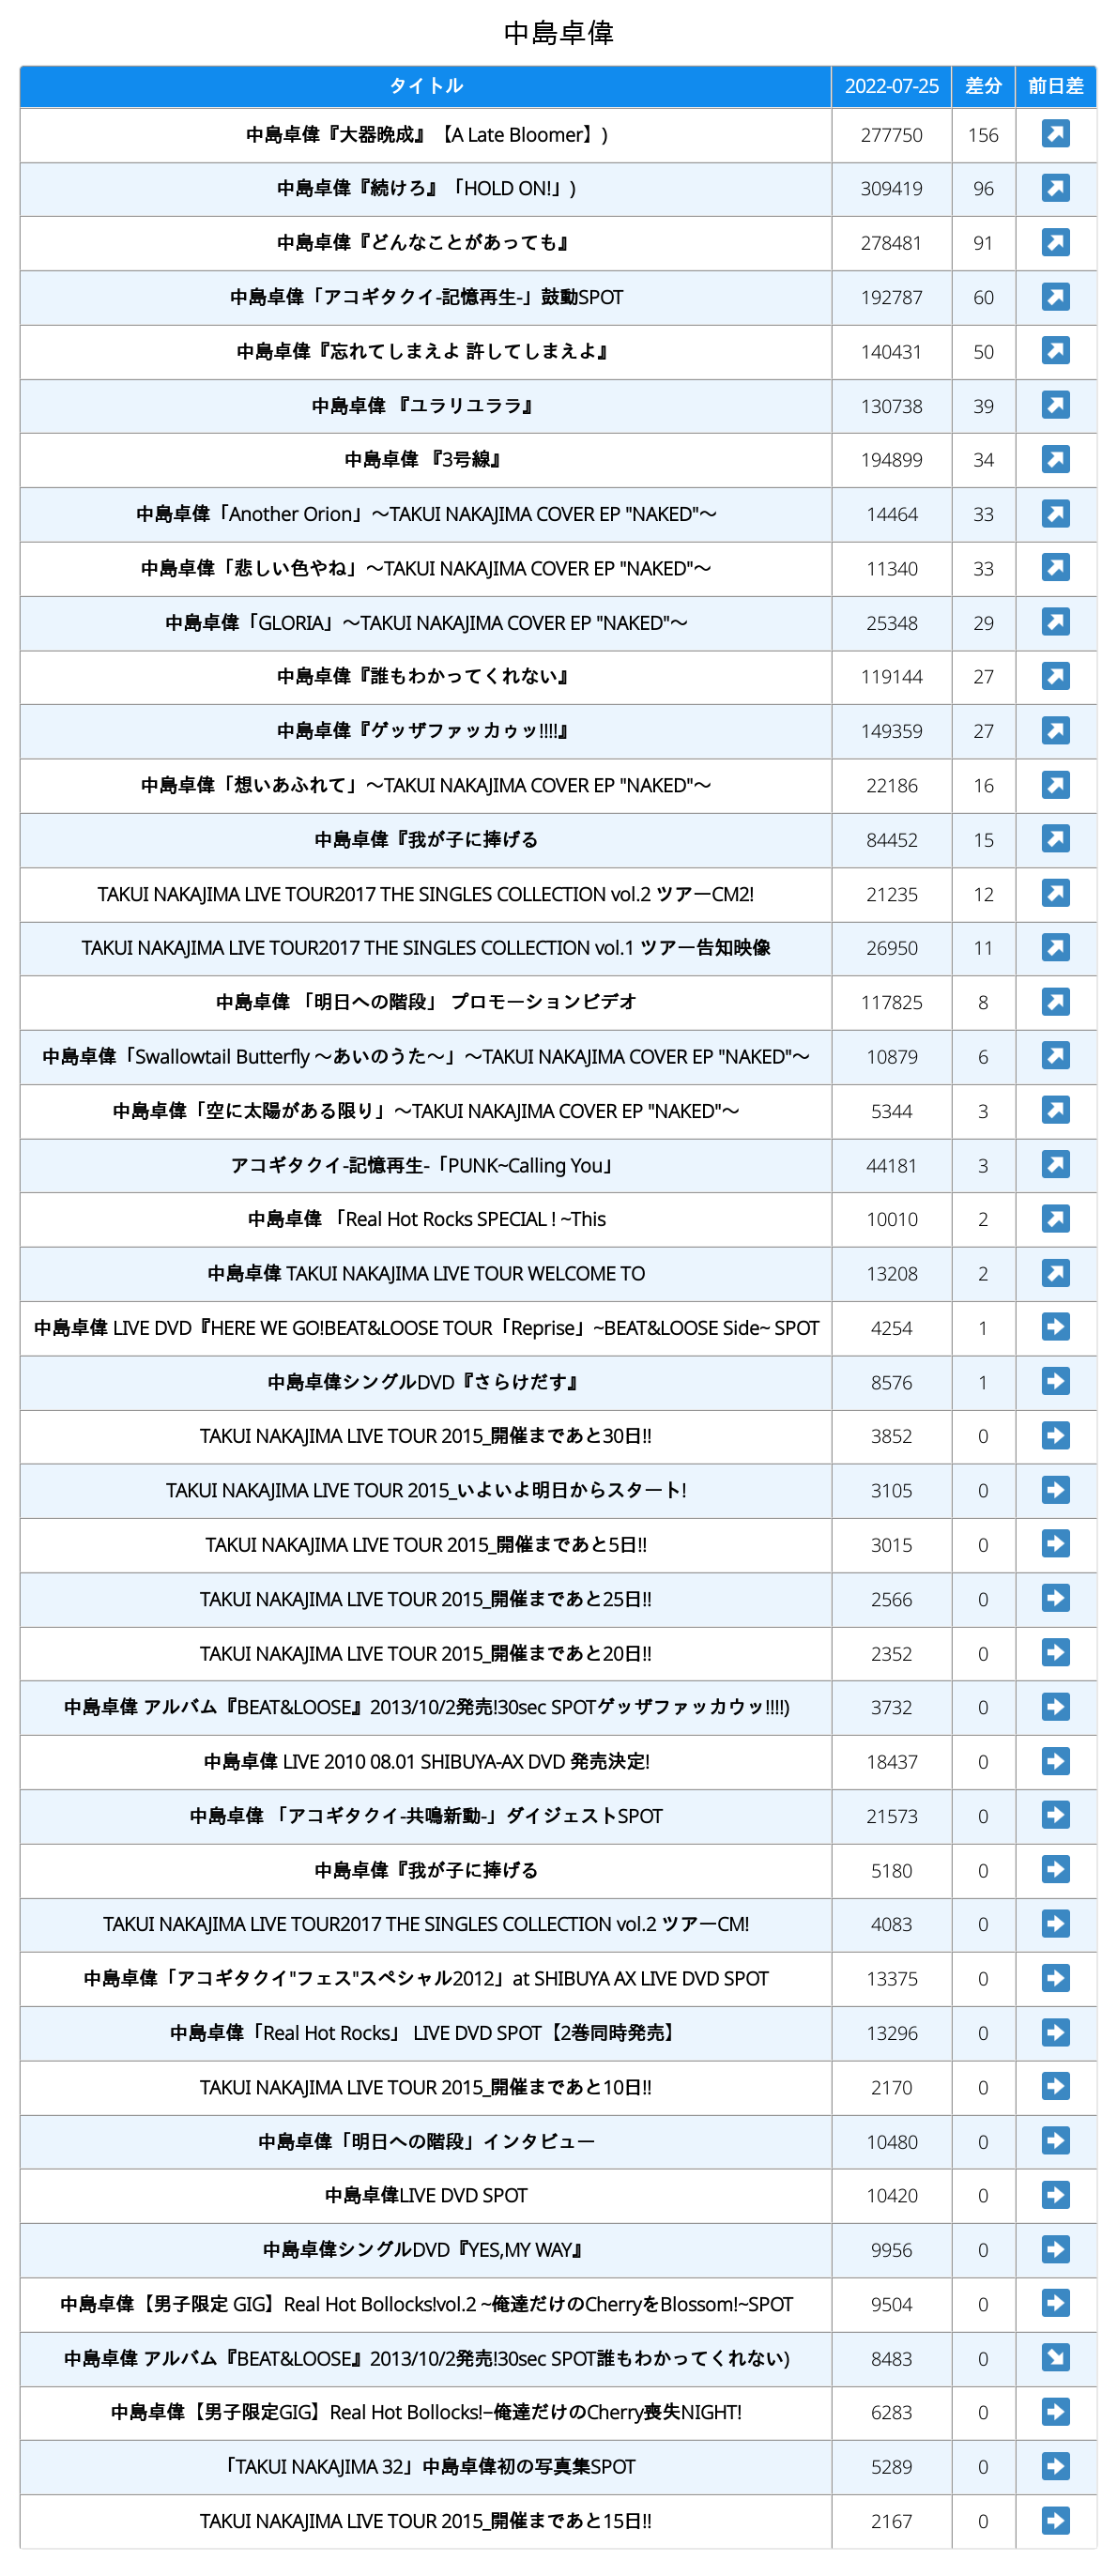 中島卓偉
タイトル 2022-07-25 差分 前日差
中島卓偉『大器晩成』【A Late Bloomer】) 277750 156
中島卓偉『続けろ』「HOLD ON!」) 309419 96
中島卓偉『どんなことがあっても』 278481 91
中島卓偉「アコギタクイ-記憶再生-」鼓動SPOT 192787 60
中島卓偉『忘れてしまえよ 許してしまえよ』 140431 50
中島卓偉 『ユラリユララ』 130738 39
中島卓偉 『3号線』 194899 34
中島卓偉「Another Orion」〜TAKUI NAKAJIMA COVER EP "NAKED"〜 14464 33
中島卓偉「悲しい色やね」〜TAKUI NAKAJIMA COVER EP "NAKED"〜 11340 33
中島卓偉「GLORIA」〜TAKUI NAKAJIMA COVER EP "NAKED"〜 25348 29
中島卓偉『誰もわかってくれない』 119144 27
中島卓偉『ゲッザファッカゥッ!!!!』 149359 27
中島卓偉「想いあふれて」〜TAKUI NAKAJIMA COVER EP "NAKED"〜 22186 16
中島卓偉『我が子に捧げる 84452 15
TAKUI NAKAJIMA LIVE TOUR2017 THE SINGLES COLLECTION vol.2 ツアーCM2! 21235 12
TAKUI NAKAJIMA LIVE TOUR2017 THE SINGLES COLLECTION vol.1 ツアー告知映像 26950 11
中島卓偉 「明日への階段」 プロモーションビデオ 117825 8
中島卓偉「Swallowtail Butterfly 〜あいのうた〜」〜TAKUI NAKAJIMA COVER EP "NAKED"〜 10879 6
中島卓偉「空に太陽がある限り」〜TAKUI NAKAJIMA COVER EP "NAKED"〜 5344 3
アコギタクイ-記憶再生-「PUNK~Calling You」 44181 3
中島卓偉 「Real Hot Rocks SPECIAL ! ~This 10010 2
中島卓偉 TAKUI NAKAJIMA LIVE TOUR WELCOME TO 13208 2
中島卓偉 LIVE DVD『HERE WE GO!BEAT&LOOSE TOUR「Reprise」~BEAT&LOOSE Side~ SPOT 4254 1
中島卓偉シングルDVD『さらけだす』 8576 1
TAKUI NAKAJIMA LIVE TOUR 2015_開催まであと30日!! 3852 0
TAKUI NAKAJIMA LIVE TOUR 2015_いよいよ明日からスタート! 3105 0
TAKUI NAKAJIMA LIVE TOUR 2015_開催まであと5日!! 3015 0
TAKUI NAKAJIMA LIVE TOUR 2015_開催まであと25日!! 2566 0
TAKUI NAKAJIMA LIVE TOUR 2015_開催まであと20日!! 2352 0
中島卓偉 アルバム『BEAT&LOOSE』2013/10/2発売!30sec SPOTゲッザファッカウッ!!!!) 3732 0
中島卓偉 LIVE 2010 08.01 SHIBUYA-AX DVD 発売決定! 18437 0
中島卓偉 「アコギタクイ-共鳴新動-」ダイジェストSPOT 21573 0
中島卓偉『我が子に捧げる 5180 0
TAKUI NAKAJIMA LIVE TOUR2017 THE SINGLES COLLECTION vol.2 ツアーCM! 4083 0
中島卓偉「アコギタクイ"フェス"スペシャル2012」at SHIBUYA AX LIVE DVD SPOT 13375 0
中島卓偉「Real Hot Rocks」 LIVE DVD SPOT【2巻同時発売】 13296 0
TAKUI NAKAJIMA LIVE TOUR 2015_開催まであと10日!! 2170 0
中島卓偉「明日への階段」インタビュー 10480 0
中島卓偉LIVE DVD SPOT 10420 0
中島卓偉シングルDVD『YES,MY WAY』 9956 0
中島卓偉【男子限定 GIG】Real Hot Bollocks!vol.2 ~俺達だけのCherryをBlossom!~SPOT 9504 0
中島卓偉 アルバム『BEAT&LOOSE』2013/10/2発売!30sec SPOT誰もわかってくれない) 8483 0
中島卓偉【男子限定GIG】Real Hot Bollocks!−俺達だけのCherry喪失NIGHT! 6283 0
「TAKUI NAKAJIMA 32」中島卓偉初の写真集SPOT 5289 0
TAKUI NAKAJIMA LIVE TOUR 2015_開催まであと15日!! 2167 0